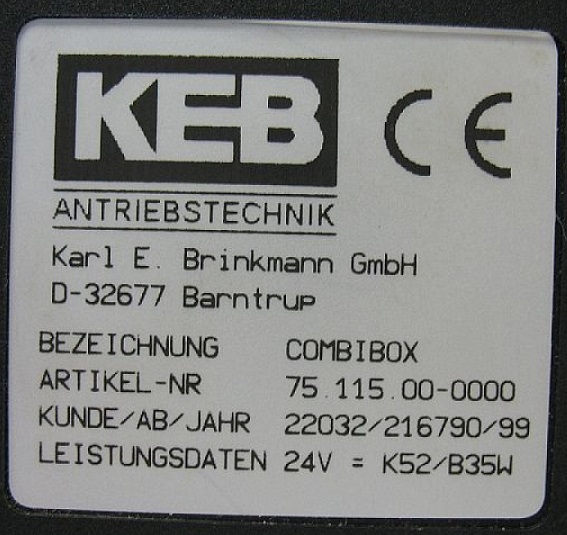 KEB CE
ANTRIEBSTECHNIK
Karl E. Brinkmann GmbH
D-32677 Barntrup
BEZEICHNUNG COMBIBOX
ARTIKEL-NR 75.115.00-0000
KUNDE/AB/JAHR 22032/216790/99
LEISTUNGSDATEN 24V = K52/B35W